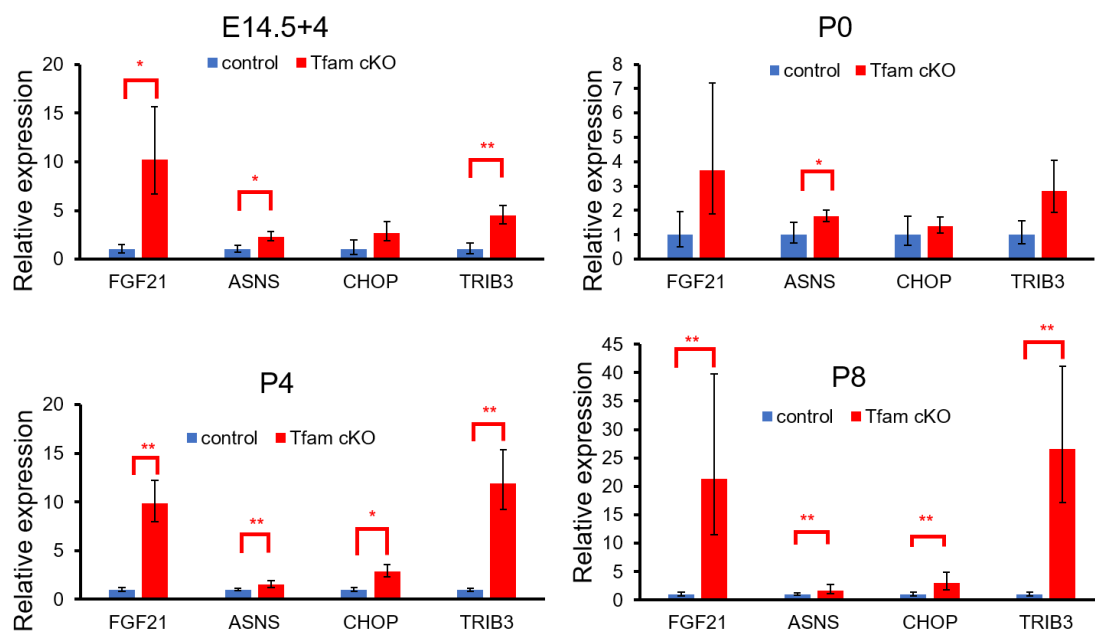 E14.5+4
control Tfam cKO
Relative expression
20
15
10
5
0
* * **
FGF21 ASNS CHOP TRIB3
P0
control Tfam cKO
Relative expression
8
7
6
5
4
3
2
1
0
*
FGF21 ASNS CHOP TRIB3
P4
control Tfam cKO
Relative expression
20
15
10
5
0
** ** * **
FGF21 ASNS CHOP TRIB3
P8
control Tfam cKO
Relative expression
45
40
35
30
25
20
15
10
5
0
** ** ** **
FGF21 ASNS CHOP TRIB3